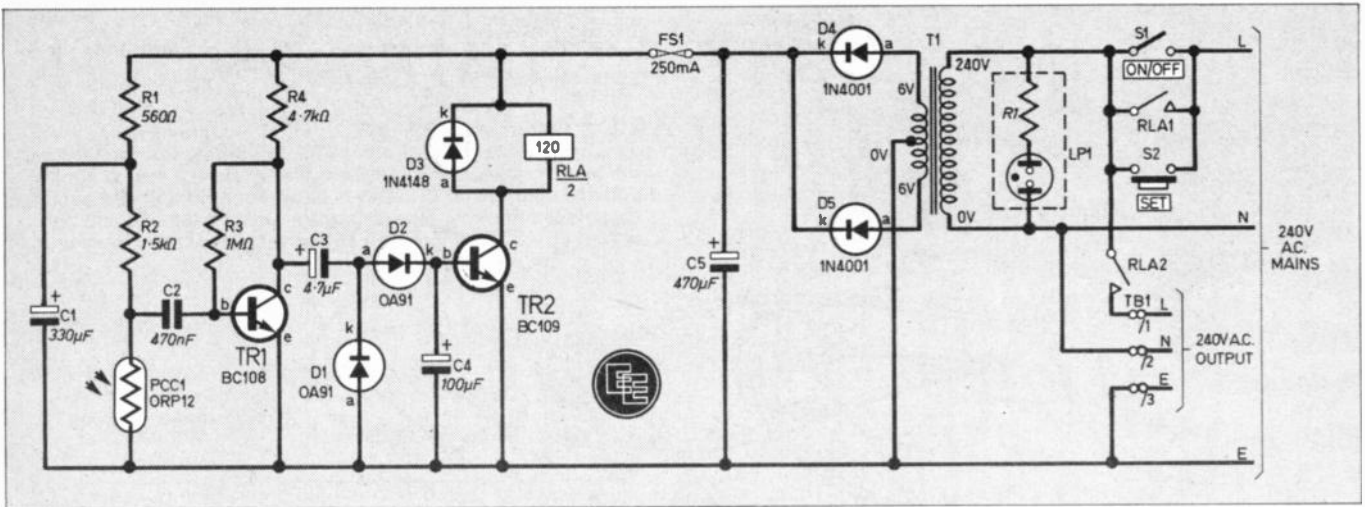 R1
560Ω
R4
4·7kΩ
R2
1·5kΩ
R3
1MΩ
C1
330μF
C2
470nF
PCC1
ORP12
b
c
e
TR1
BC108
C3
4·7μF
D1
OA91
k
a
D2
OA91
a
k
C4
100μF
b
c
e
TR2
BC109
k
D3
1N4148
a
120
RLA
2
FS1
250mA
C5
470μF
D4
k
a
1N4001
D5
k
a
1N4001
T1
6V
0V
6V
240V
0V
R1
LP1
S1
ON/OFF
RLA1
S2
SET
RLA2
TB1
/1
L
/2
N
/3
E
240V A.C.
OUTPUT
L
N
E
240V
A.C.
MAINS
EE